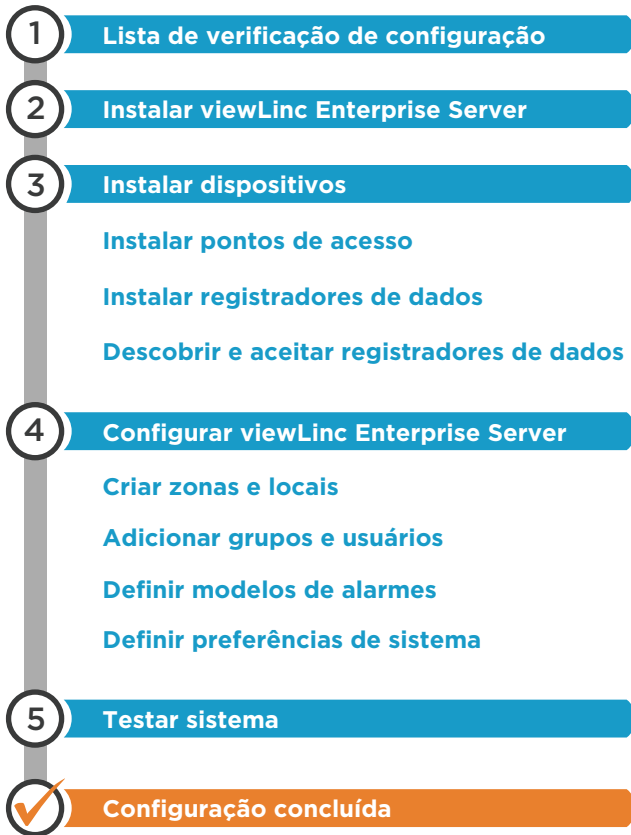 1 Lista de verificação de configuração
2 Instalar viewLinc Enterprise Server
3 Instalar dispositivos
Instalar pontos de acesso
Instalar registradores de dados
Descobrir e aceitar registradores de dados
4 Configurar viewLinc Enterprise Server
Criar zonas e locais
Adicionar grupos e usuários
Definir modelos de alarmes
Definir preferências de sistema
5 Testar sistema
Configuração concluída